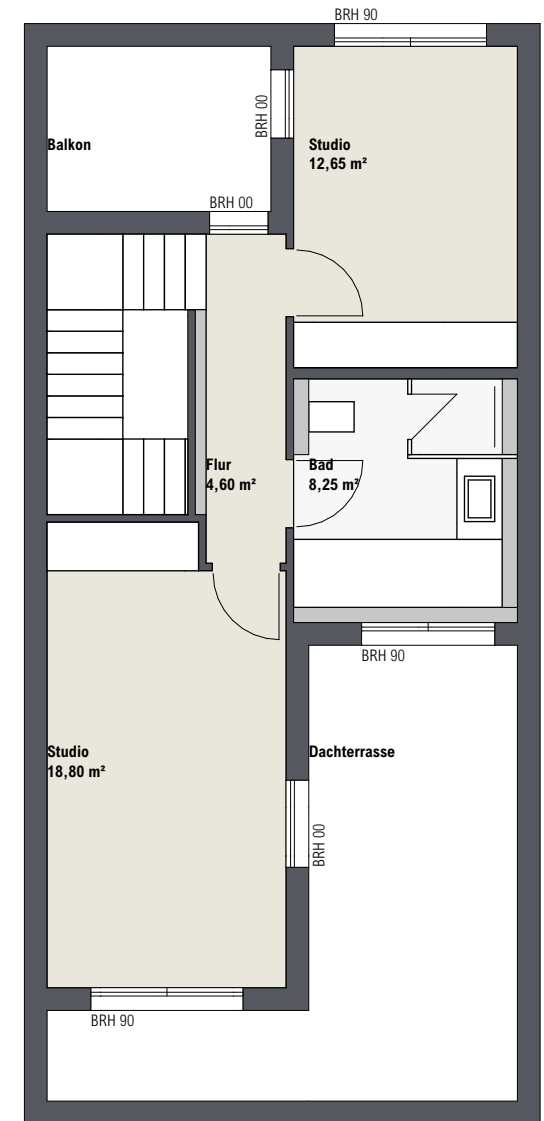 BRH 90
BRH 00
Balkon
Studio
12,65 m²
BRH 00
Flur
4,60 m²
Bad
8,25 m²
BRH 90
Studio
18,80 m²
Dachterrasse
BRH 00
BRH 90